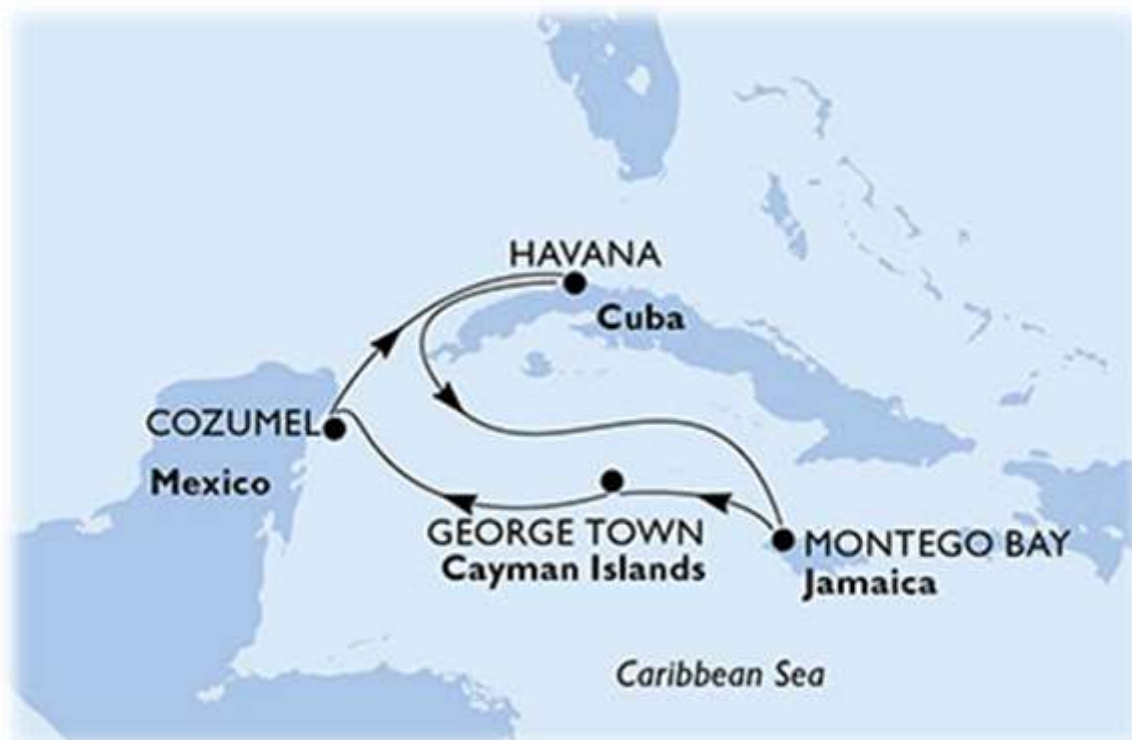 HAVANA
Cuba
COZUMEL
Mexico
GEORGE TOWN
Cayman Islands
MONTEGO BAY
Jamaica
Caribbean Sea